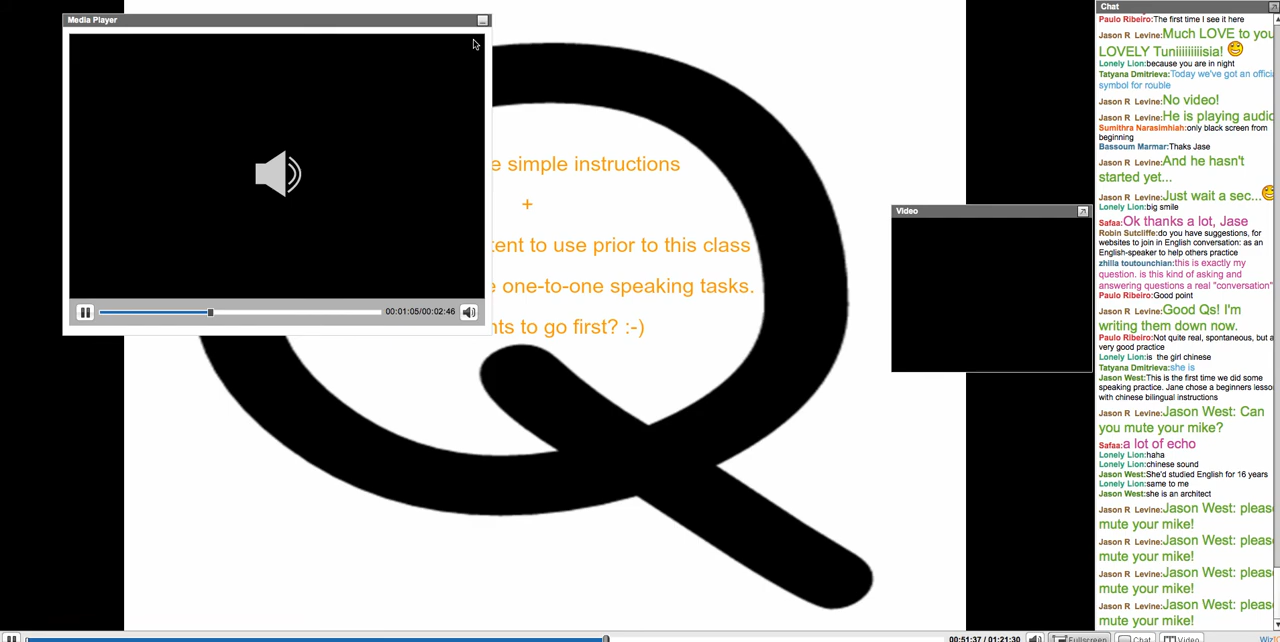 Media Player
e simple instructions
+
tent to use prior to this class
e one-to-one speaking tasks.
nts to go first? :-)
00:01:05/00:02:46
Video
Chat
Paulo Ribeiro:The first time I see it here
Jason R Levine:Much LOVE to you
LOVELY Tuniiiiiiiisia!
Lonely Lion:because you are in night
Tatyana Dmitrieva:Today we've got an offici
symbol for rouble
Jason R Levine:No video!
Jason R Levine:He is playing audio
Sumithra Narasimhiah:only black screen from
beginning
Bassoum Marmar:Thaks Jase
Jason R Levine:And he hasn't
started yet...
Jason R Levine:Just wait a sec...
Lonely Lion:big smile
Safaa:Ok thanks a lot, Jase
Robin Sutcliffe:do you have suggestions, for
websites to join in English conversation: as an
English-speaker to help others practice
zhilla toutounchian:this is exactly my
question. is this kind of asking and
answering questions a real "conversation"
Paulo Ribeiro:Good point
Jason R Levine:Good Qs! I'm
writing them down now.
Paulo Ribeiro:Not quite real, spontaneous, but a
very good practice
Lonely Lion:is the girl chinese
Tatyana Dmitrieva:she is
Jason West:This is the first time we did some
speaking practice. Jane chose a beginners lesso
with chinese bilingual instructions
Jason R Levine:Jason West: Can
you mute your mike?
Safaa:a lot of echo
Lonely Lion:haha
Lonely Lion:chinese sound
Jason West:She'd studied English for 16 years
Lonely Lion:same to me
Jason West:she is an architect
Jason R Levine:Jason West: pleas
mute your mike!
Jason R Levine:Jason West: pleas
mute your mike!
Jason R Levine:Jason West: pleas
mute your mike!
Jason R Levine:Jason West: pleas
mute your mike!
00:51:37 / 01:21:30
Fullscreen
Chat
Video
WizI